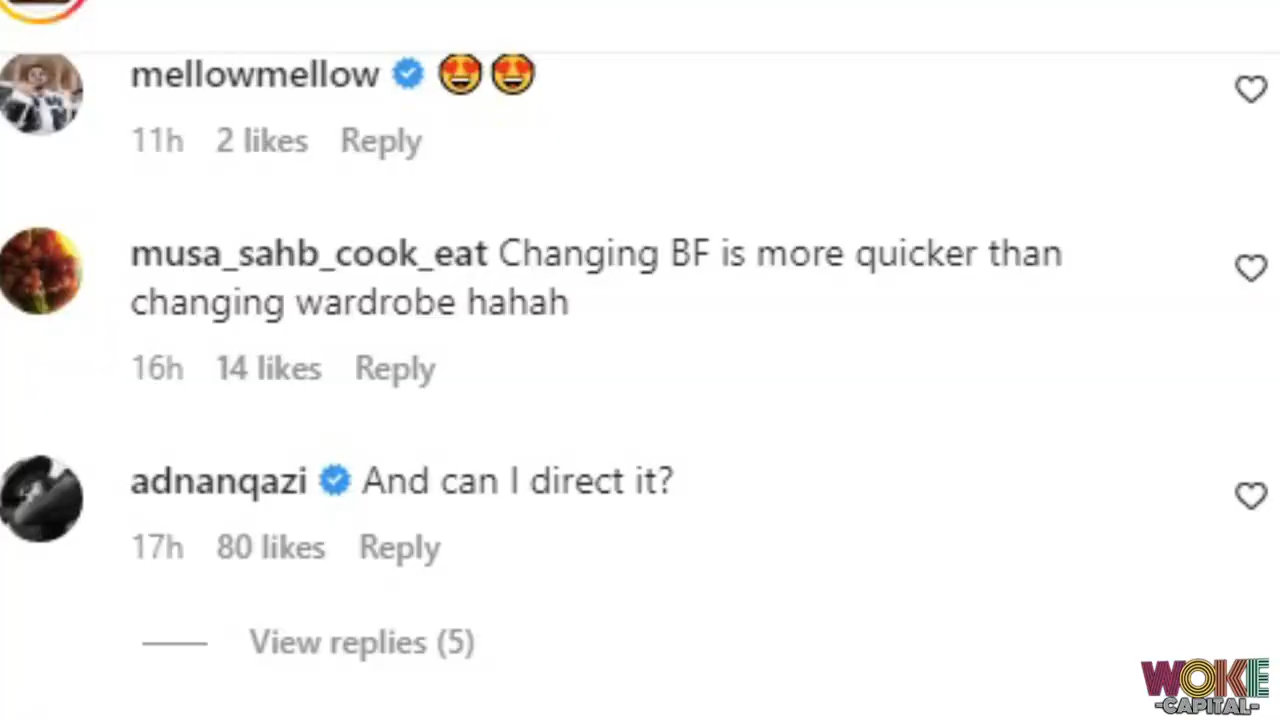 mellowmellow 😍😍
11h 2 likes Reply
musa_sahb_cook_eat Changing BF is more quicker than
changing wardrobe hahah
16h 14 likes Reply
adnanqazi And can I direct it?
17h 80 likes Reply
View replies (5)
WOKE
-CAPITAL-